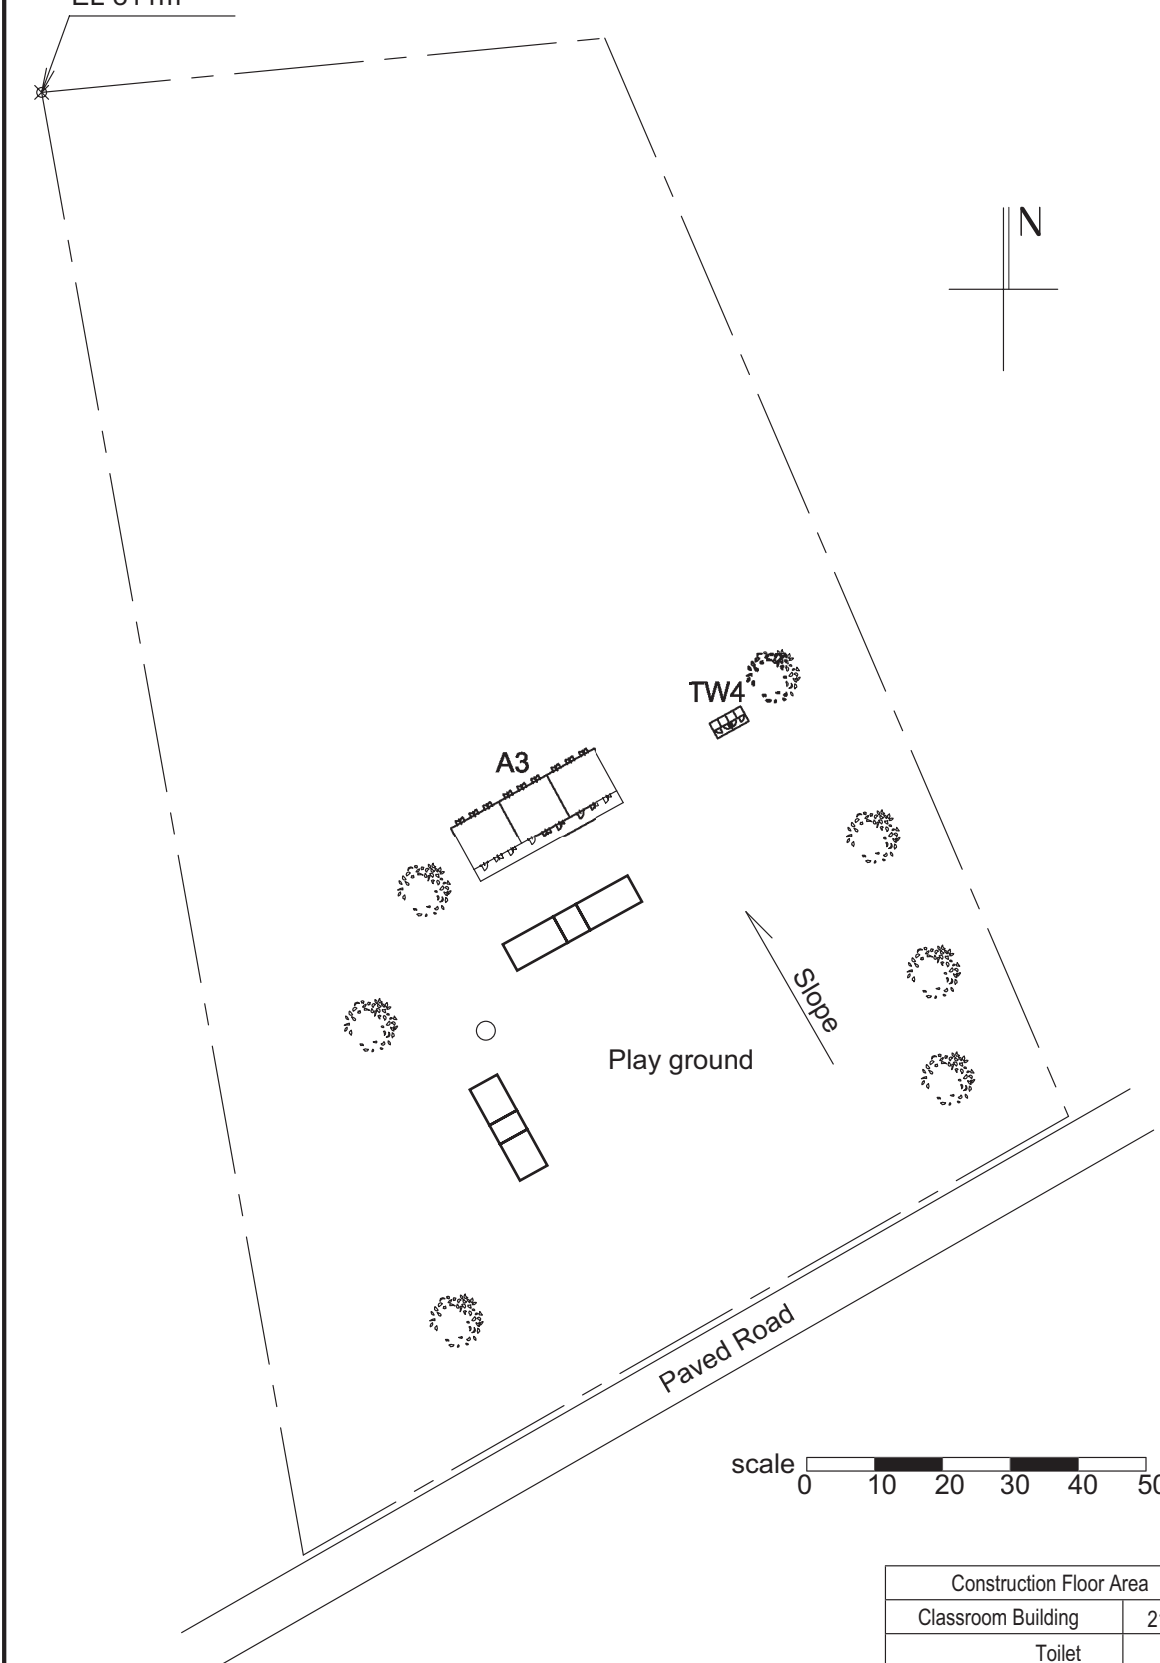 N
TW4
A3
Slope
Play ground
Paved Road
scale
0 10 20 30 40
Construction Floor Area
Classroom Building
Toilet